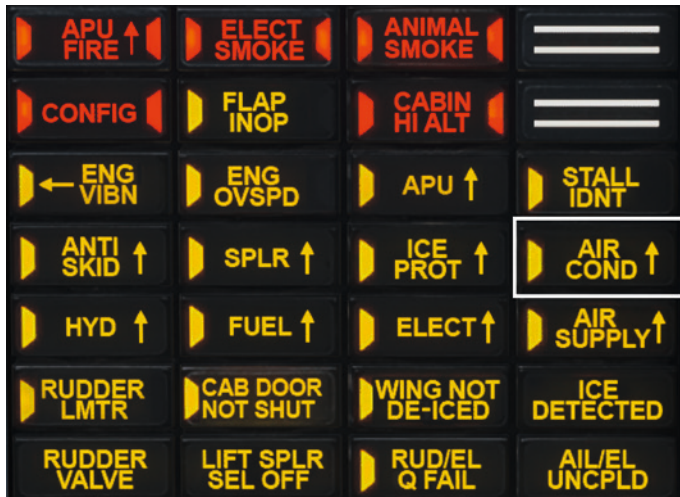 APU FIRE ↑
ELECT SMOKE
ANIMAL SMOKE
CONFIG
FLAP INOP
CABIN HI ALT
← ENG VIBN
ENG OVSPD
APU ↑
STALL IDNT
ANTI SKID ↑
SPLR ↑
ICE PROT ↑
AIR COND ↑
HYD ↑
FUEL ↑
ELECT ↑
AIR SUPPLY ↑
RUDDER LMTR
CAB DOOR NOT SHUT
WING NOT DE-ICED
ICE DETECTED
RUDDER VALVE
LIFT SPLR SEL OFF
RUD/EL Q FAIL
AIL/EL UNCPLD